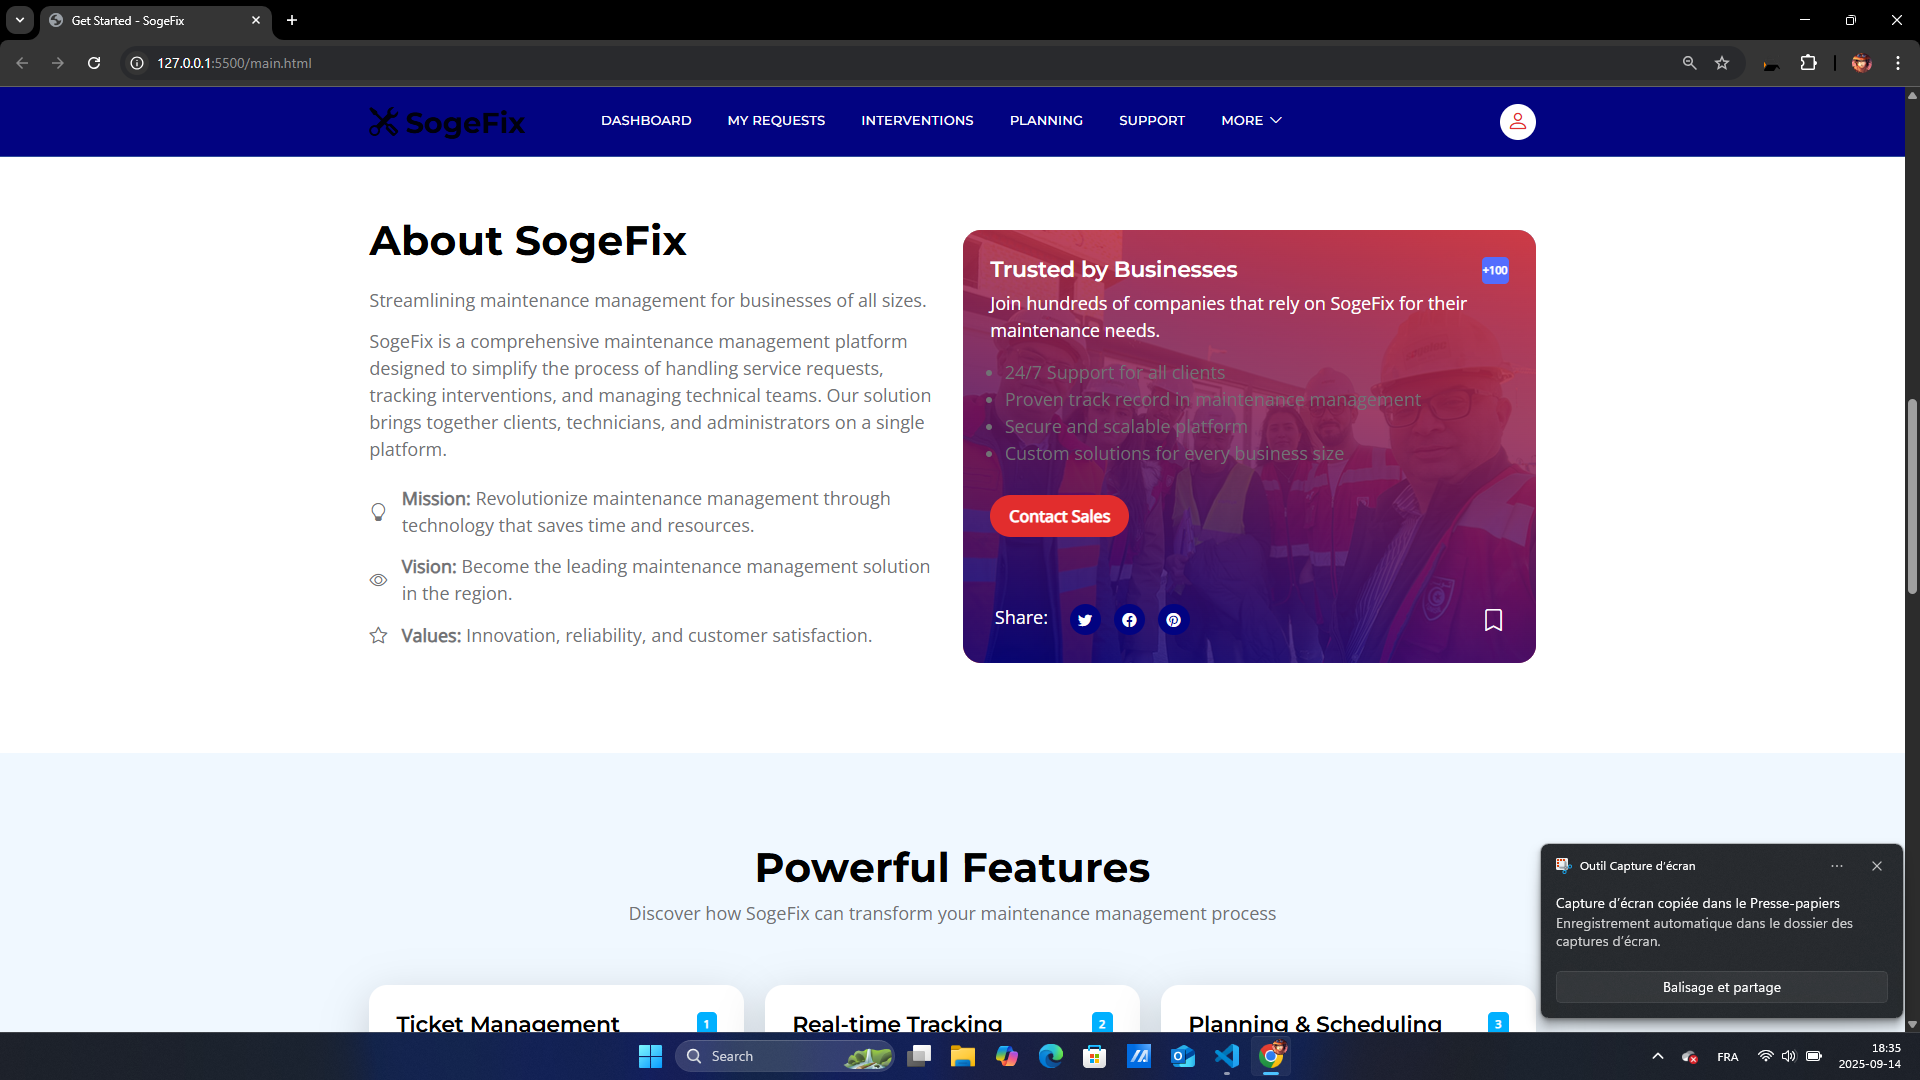 Get Started - SogeFix
127.0.0.1:5500/main.html
SogeFix
DASHBOARD
MY REQUESTS
INTERVENTIONS
PLANNING
SUPPORT
MORE
About SogeFix
Streamlining maintenance management for businesses of all sizes.
SogeFix is a comprehensive maintenance management platform
designed to simplify the process of handling service requests,
tracking interventions, and managing technical teams. Our solution
brings together clients, technicians, and administrators on a single
platform.
Mission: Revolutionize maintenance management through
technology that saves time and resources.
Vision: Become the leading maintenance management solution
in the region.
Values: Innovation, reliability, and customer satisfaction.
Trusted by Businesses
+100
Join hundreds of companies that rely on SogeFix for their
maintenance needs.
24/7 Support for all clients
Proven track record in maintenance management
Secure and scalable platform
Custom solutions for every business size
Contact Sales
Share:
Powerful Features
Discover how SogeFix can transform your maintenance management process
Ticket Management
1
Real-time Tracking
2
Planning & Scheduling
3
Outil Capture d'écran
Capture d'écran copiée dans le Presse-papiers
Enregistrement automatique dans le dossier des
captures d'écran.
Balisage et partage
Search
FRA
18:35
2025-09-14